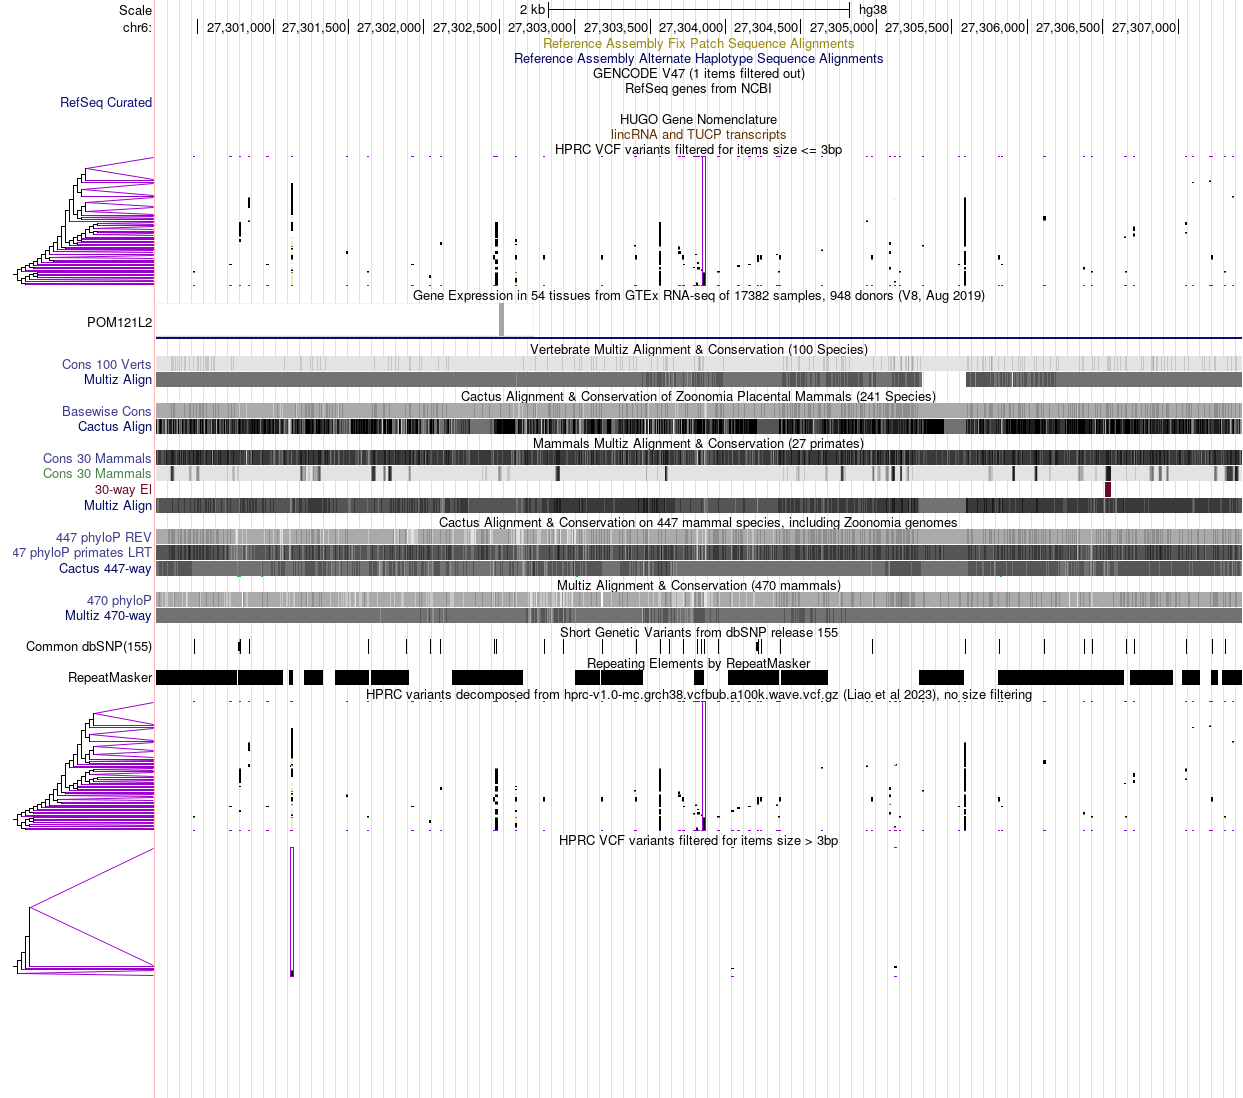 Scale 2 kb hg38
chr6: 27,301,000 27,301,500 27,302,000 27,302,500 27,303,000 27,303,500 27,304,000 27,304,500 27,305,000 27,305,500 27,306,000 27,306,500 27,307,000
Reference Assembly Fix Patch Sequence Alignments
Reference Assembly Alternate Haplotype Sequence Alignments
GENCODE V47 (1 items filtered out)
RefSeq genes from NCBI
RefSeq Curated
HUGO Gene Nomenclature
lincRNA and TUCP transcripts
HPRC VCF variants filtered for items size <= 3bp
Gene Expression in 54 tissues from GTEx RNA-seq of 17382 samples, 948 donors (V8, Aug 2019)
POM121L2
Vertebrate Multiz Alignment & Conservation (100 Species)
Cons 100 Verts
Multiz Align
Cactus Alignment & Conservation of Zoonomia Placental Mammals (241 Species)
Basewise Cons
Cactus Align
Mammals Multiz Alignment & Conservation (27 primates)
Cons 30 Mammals
Cons 30 Mammals
30-way El
Multiz Align
Cactus Alignment & Conservation on 447 mammal species, including Zoonomia genomes
447 phyloP REV
47 phyloP primates LRT
Cactus 447-way
Multiz Alignment & Conservation (470 mammals)
470 phyloP
Multiz 470-way
Short Genetic Variants from dbSNP release 155
Common dbSNP(155)
Repeating Elements by RepeatMasker
RepeatMasker
HPRC variants decomposed from hprc-v1.0-mc.grch38.vcfbub.a100k.wave.vcf.gz (Liao et al 2023), no size filtering
HPRC VCF variants filtered for items size > 3bp